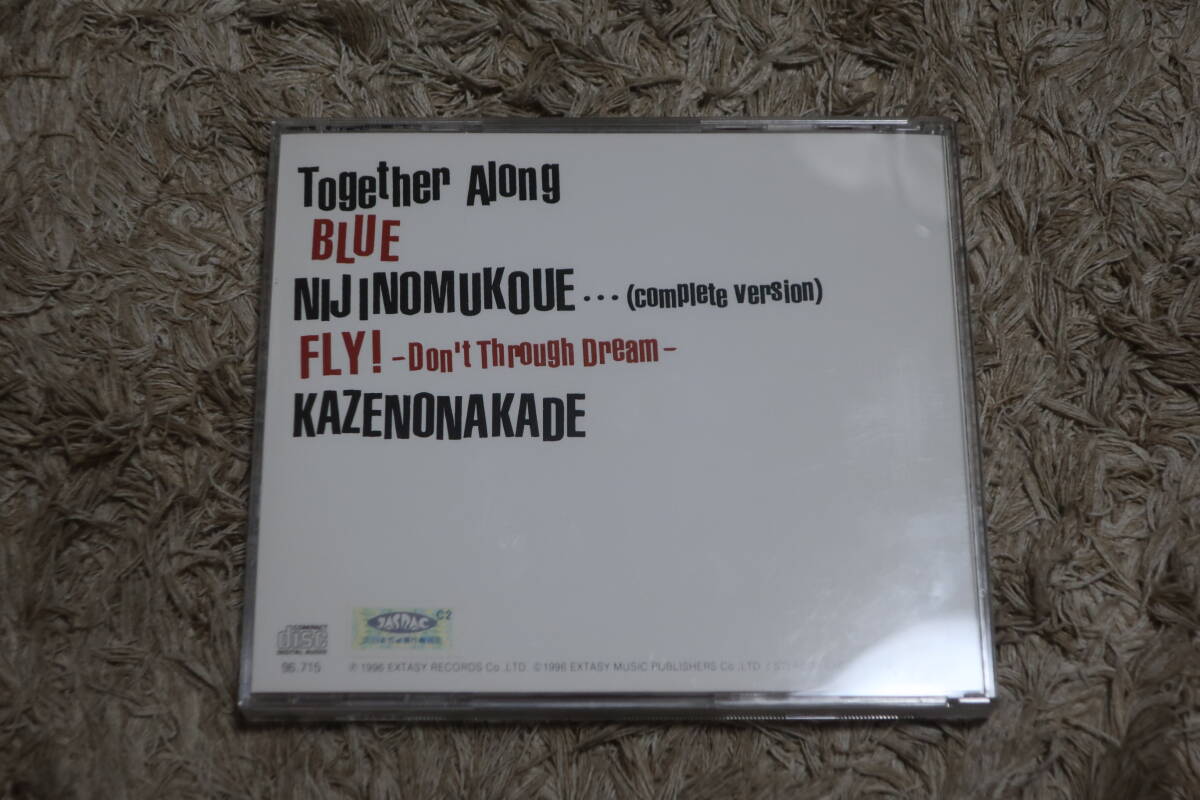 Together Along
BLUE
NIJINOMUKOUE...(complete version)
FLY! -Don't Through Dream-
KAZENONAKADE
JASRAC C2
COMPACT
disc
DIGITAL AUDIO
96.715 ℗ 1996 EXTASY RECORDS Co.,LTD. © 1996 EXTASY MUSIC PUBLISHERS Co.,LTD.